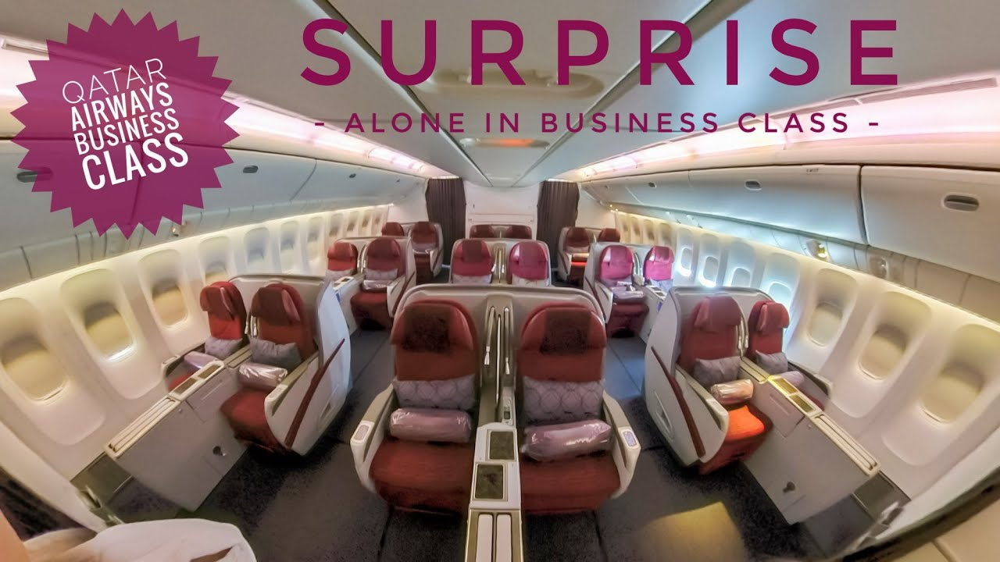 QATAR
AIRWAYS
BUSINESS
CLASS
SURPRISE
- ALONE IN BUSINESS CLASS -